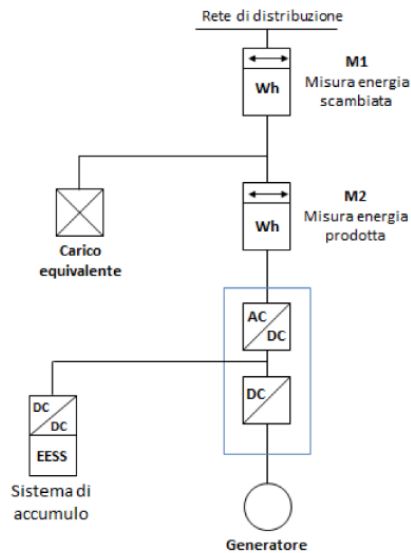 Rete di distribuzione
Wh
M1
Misura energia
scambiata
Wh
M2
Misura energia
prodotta
Carico
equivalente
AC
DC
DC
DC
DC
EESS
Sistema di
accumulo
Generatore